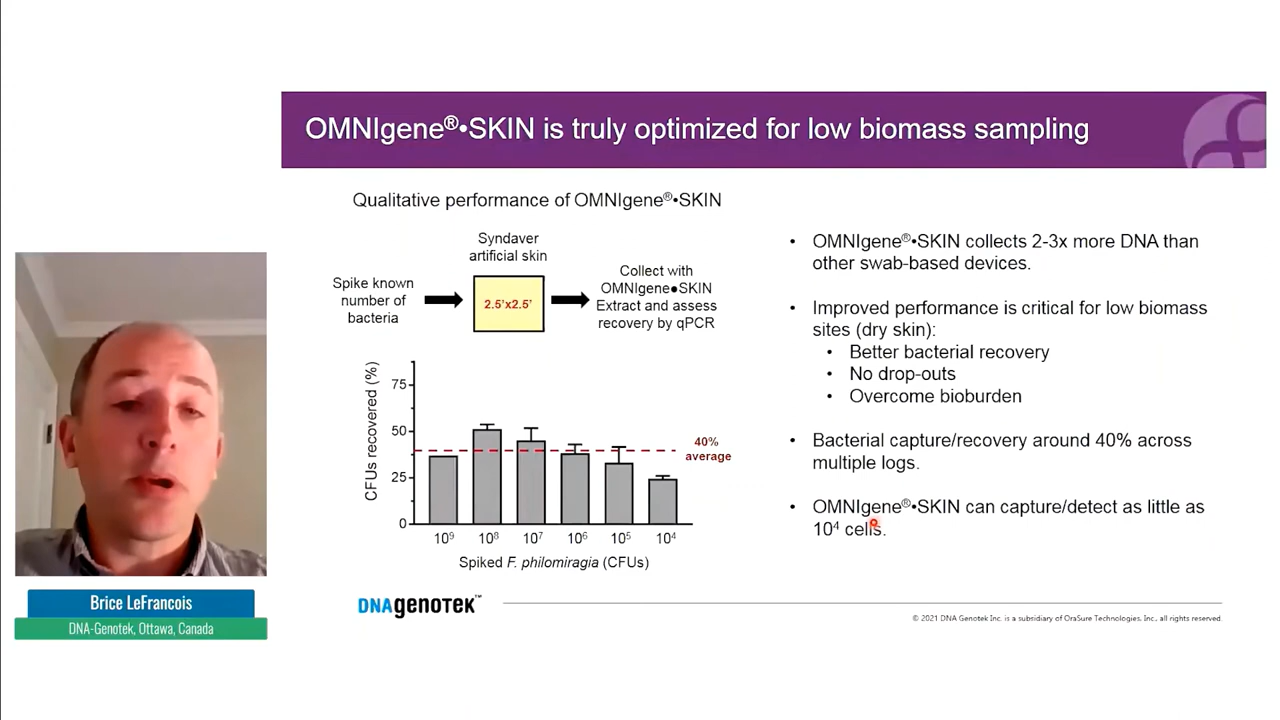 OMNIgene®•SKIN is truly optimized for low biomass sampling
Qualitative performance of OMNIgene®•SKIN
Spike known
number of
bacteria
Syndaver
artificial skin
2.5'x2.5'
Collect with
OMNIgene●SKIN
Extract and assess
recovery by qPCR
CFUs recovered (%)
75
50
25
0
40%
average
10⁹ 10⁸ 10⁷ 10⁶ 10⁵ 10⁴
Spiked F. philomiragia (CFUs)
• OMNIgene®•SKIN collects 2-3x more DNA than
other swab-based devices.
• Improved performance is critical for low biomass
sites (dry skin):
• Better bacterial recovery
• No drop-outs
• Overcome bioburden
• Bacterial capture/recovery around 40% across
multiple logs.
• OMNIgene®•SKIN can capture/detect as little as
10⁴ cells.
Brice LeFrancois
DNA-Genotek, Ottawa, Canada
DNAgenotek™
© 2021 DNA Genotek Inc. is a subsidiary of OraSure Technologies. Inc., all rights reserved.